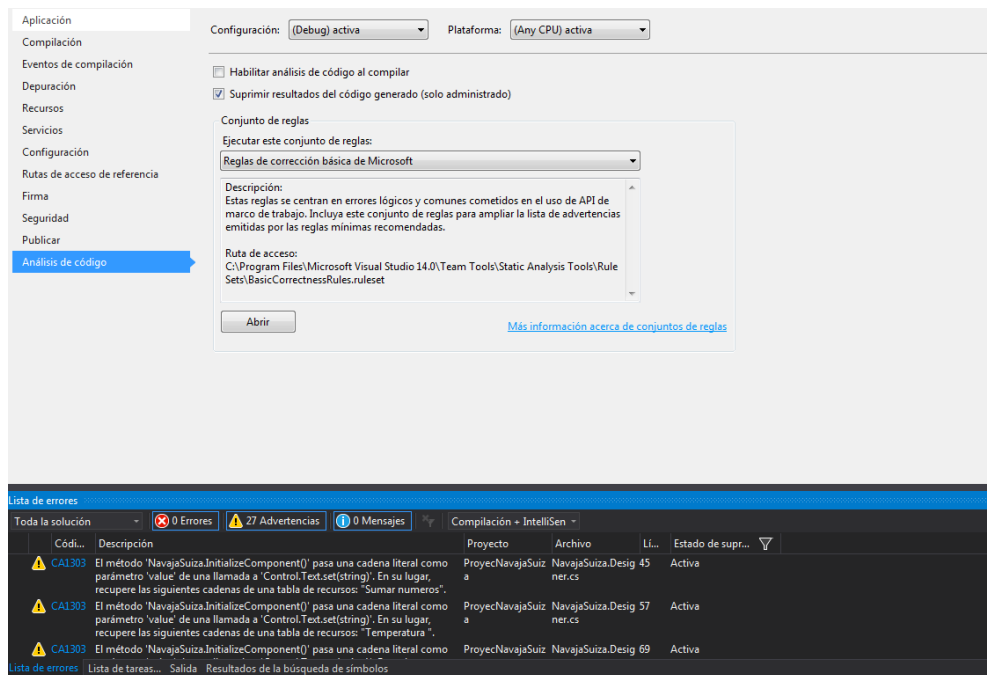 Aplicación
Compilación
Eventos de compilación
Depuración
Recursos
Servicios
Configuración
Rutas de acceso de referencia
Firma
Seguridad
Publicar
Análisis de código
Configuración: (Debug) activa Plataforma: (Any CPU) activa
Habilitar análisis de código al compilar
Suprimir resultados del código generado (solo administrado)
Conjunto de reglas
Ejecutar este conjunto de reglas:
Reglas de corrección básica de Microsoft
Descripción:
Estas reglas se centran en errores lógicos y comunes cometidos en el uso de API de
marco de trabajo. Incluya este conjunto de reglas para ampliar la lista de advertencias
emitidas por las reglas mínimas recomendadas.
Ruta de acceso:
C:\Program Files\Microsoft Visual Studio 14.0\Team Tools\Static Analysis Tools\Rule
Sets\BasicCorrectnessRules.ruleset
Abrir
Más información acerca de conjuntos de reglas
Lista de errores
Toda la solución 0 Errores 27 Advertencias 0 Mensajes Compilación + IntelliSen
Códi... Descripción Proyecto Archivo Lí... Estado de supr...
CA1303 El método 'NavajaSuiza.InitializeComponent()' pasa una cadena literal como ProyecNavajaSuiz NavajaSuiza.Desig 45 Activa
parámetro 'value' de una llamada a 'Control.Text.set(string)'. En su lugar, a ner.cs
recupere las siguientes cadenas de una tabla de recursos: "Sumar numeros".
CA1303 El método 'NavajaSuiza.InitializeComponent()' pasa una cadena literal como ProyecNavajaSuiz NavajaSuiza.Desig 57 Activa
parámetro 'value' de una llamada a 'Control.Text.set(string)'. En su lugar, a ner.cs
recupere las siguientes cadenas de una tabla de recursos: "Temperatura ".
CA1303 El método 'NavajaSuiza.InitializeComponent()' pasa una cadena literal como ProyecNavajaSuiz NavajaSuiza.Desig 69 Activa
Lista de errores Lista de tareas... Salida Resultados de la búsqueda de símbolos